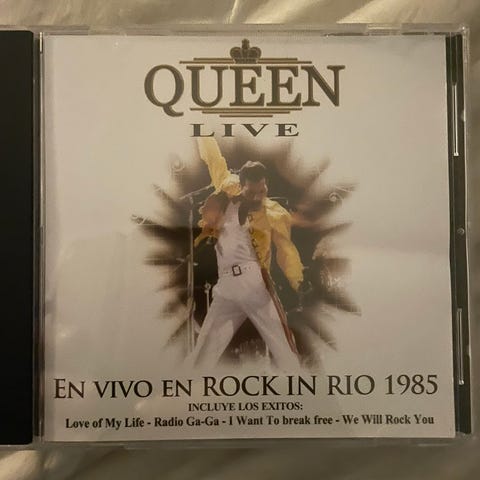 QUEEN
LIVE
EN VIVO EN ROCK IN RIO 1985
INCLUYE LOS EXITOS:
Love of My Life - Radio Ga-Ga - I Want To break free - We Will Rock You